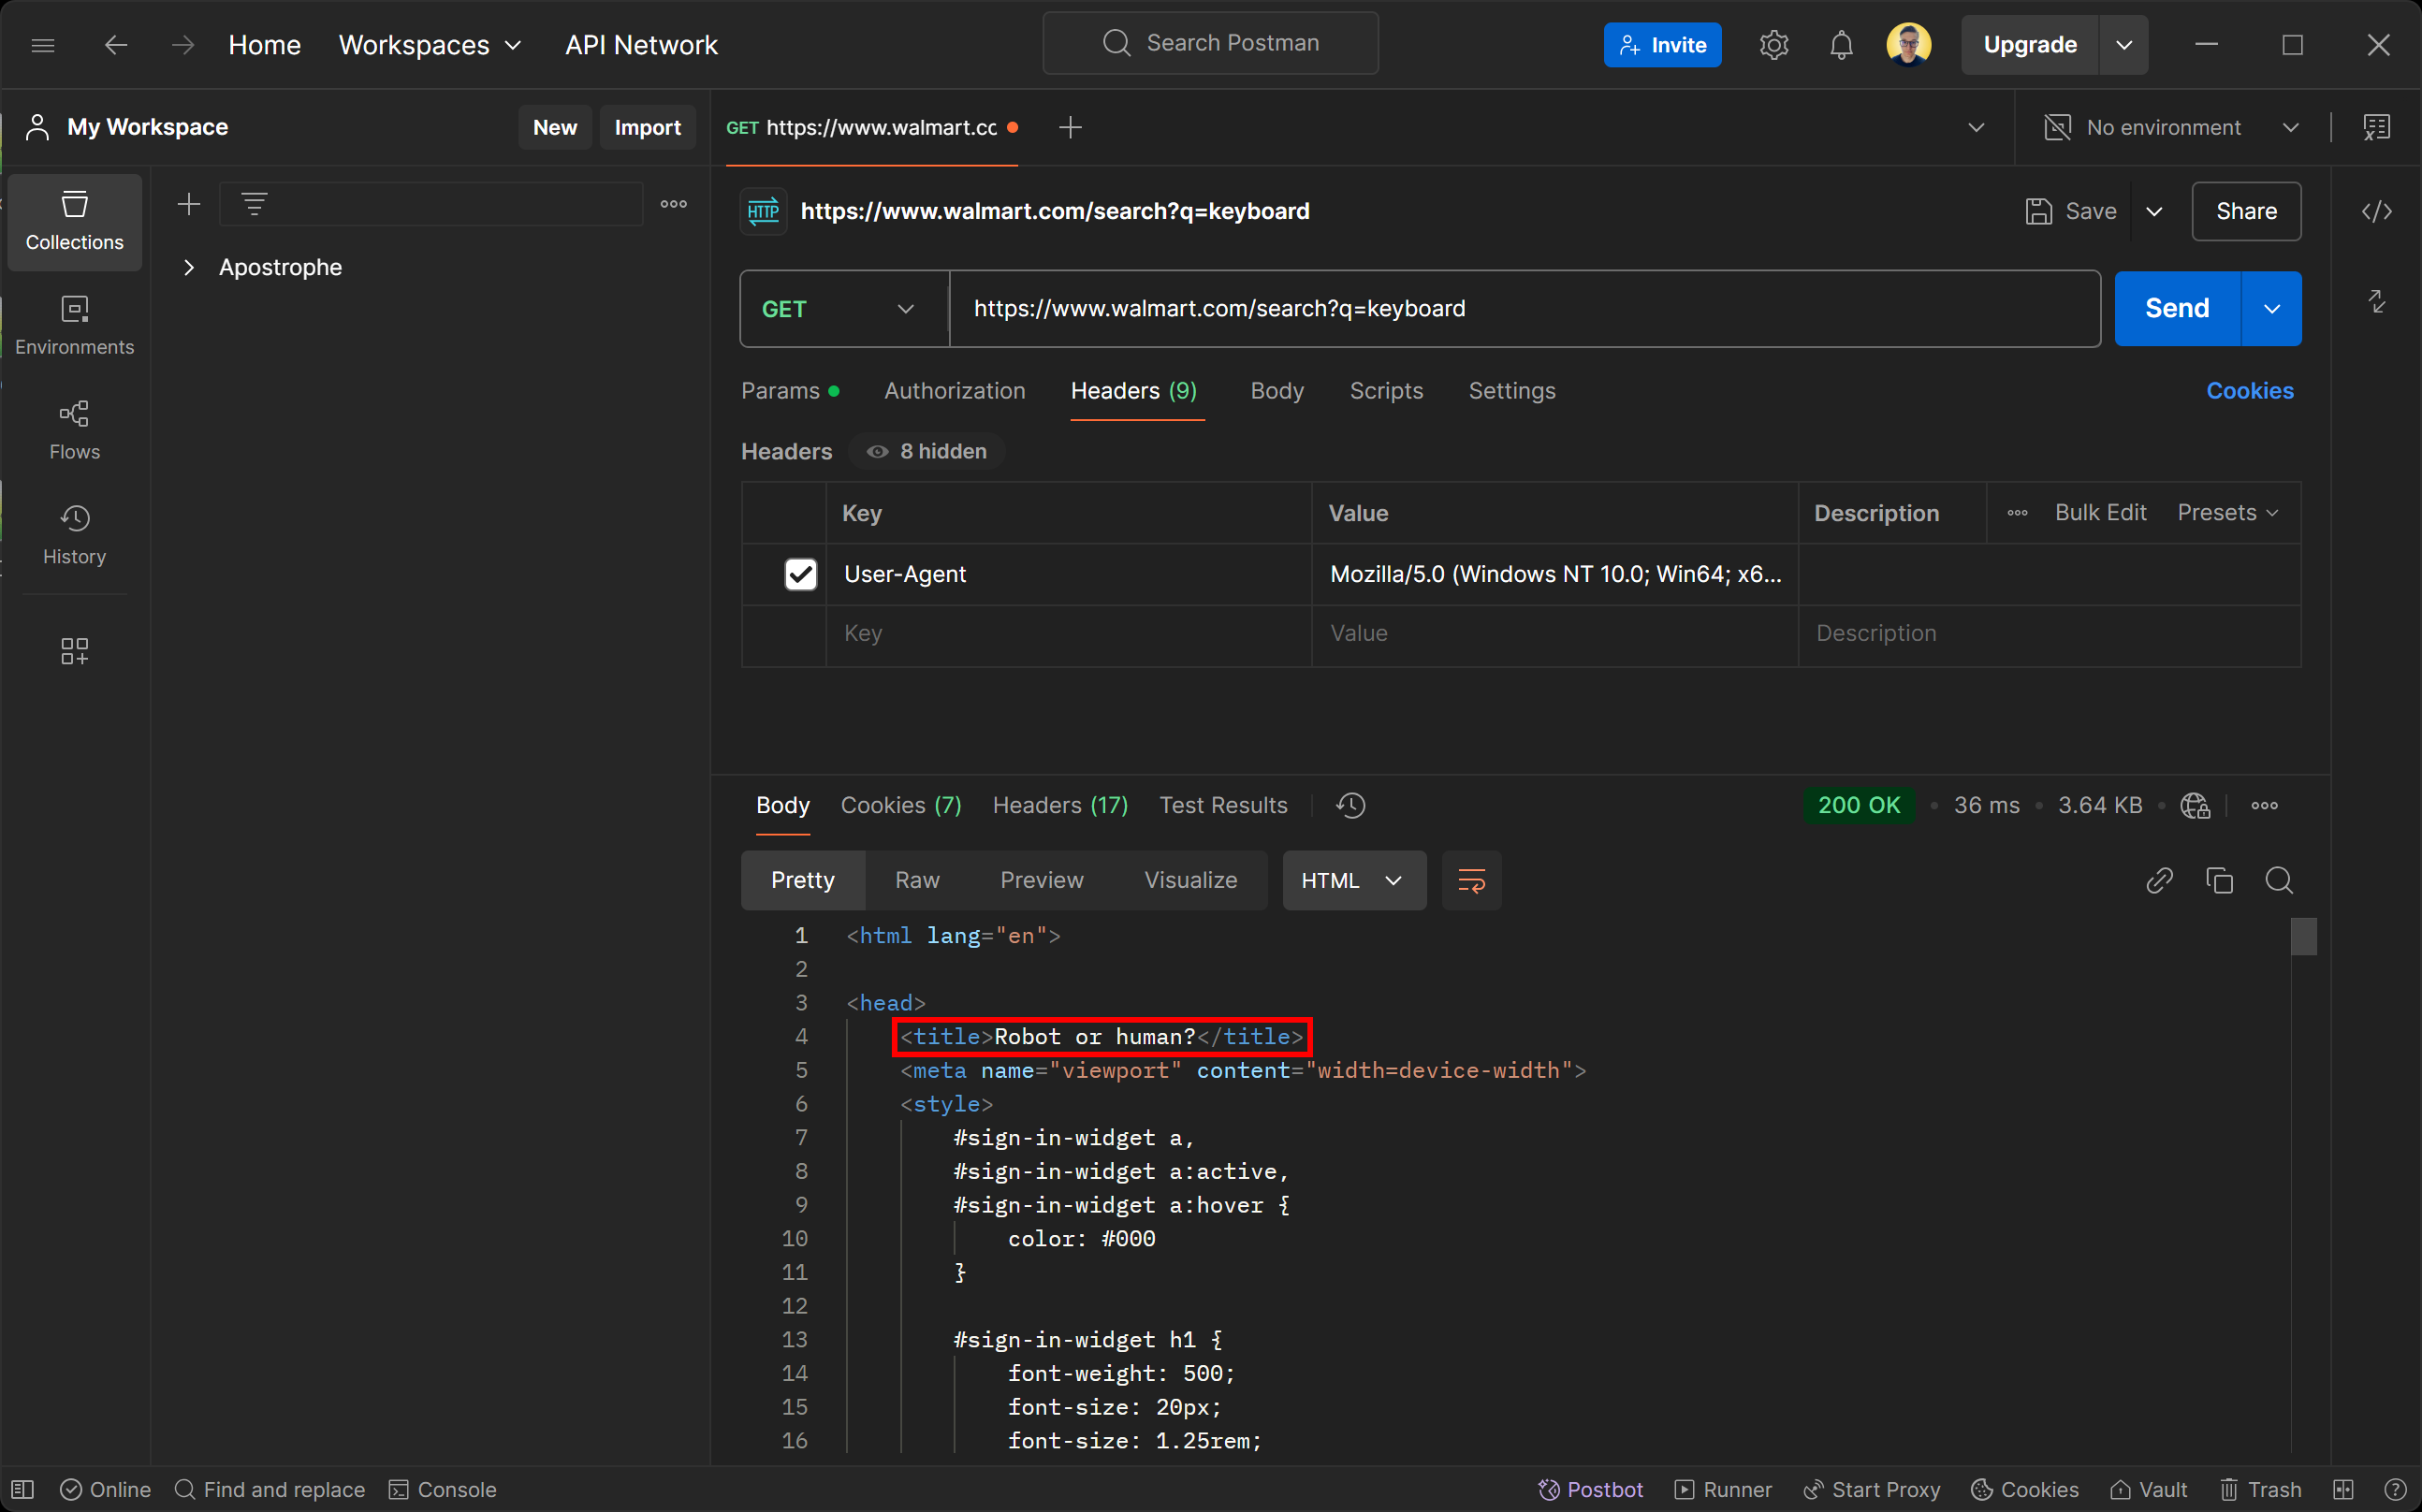 Home Workspaces API Network Search Postman Invite Upgrade
My Workspace New Import GET https://www.walmart.cc No environment
HTTP https://www.walmart.com/search?q=keyboard Save Share
Collections
Apostrophe
Environments
Flows
History
GET https://www.walmart.com/search?q=keyboard Send
Params Authorization Headers (9) Body Scripts Settings Cookies
Headers 8 hidden
Key Value Description Bulk Edit Presets
User-Agent Mozilla/5.0 (Windows NT 10.0; Win64; x6...
Key Value Description
Body Cookies (7) Headers (17) Test Results 200 OK 36 ms 3.64 KB
Pretty Raw Preview Visualize HTML
1 <html lang="en">
2
3 <head>
4 <title>Robot or human?</title>
5 <meta name="viewport" content="width=device-width">
6 <style>
7 #sign-in-widget a,
8 #sign-in-widget a:active,
9 #sign-in-widget a:hover {
10 color: #000
11 }
12
13 #sign-in-widget h1 {
14 font-weight: 500;
15 font-size: 20px;
16 font-size: 1.25rem;
Online Find and replace Console Postbot Runner Start Proxy Cookies Vault Trash